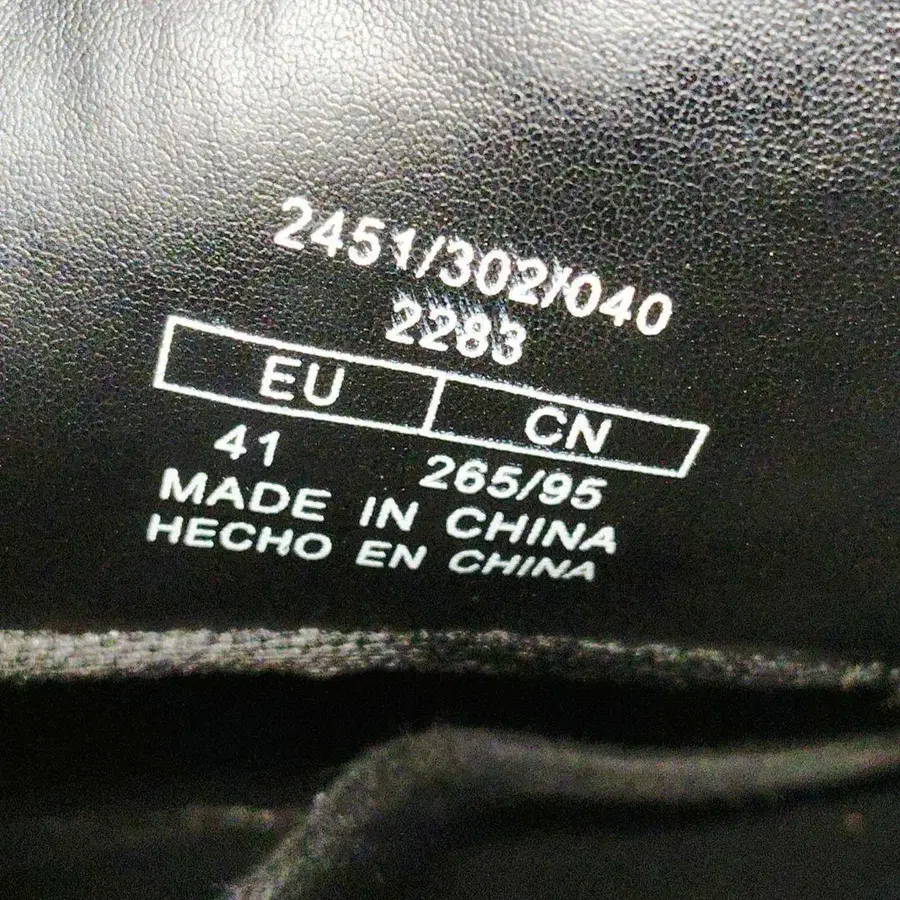 2451/302/040
2283
EU CN
41 265/95
MADE IN CHINA
HECHO EN CHINA